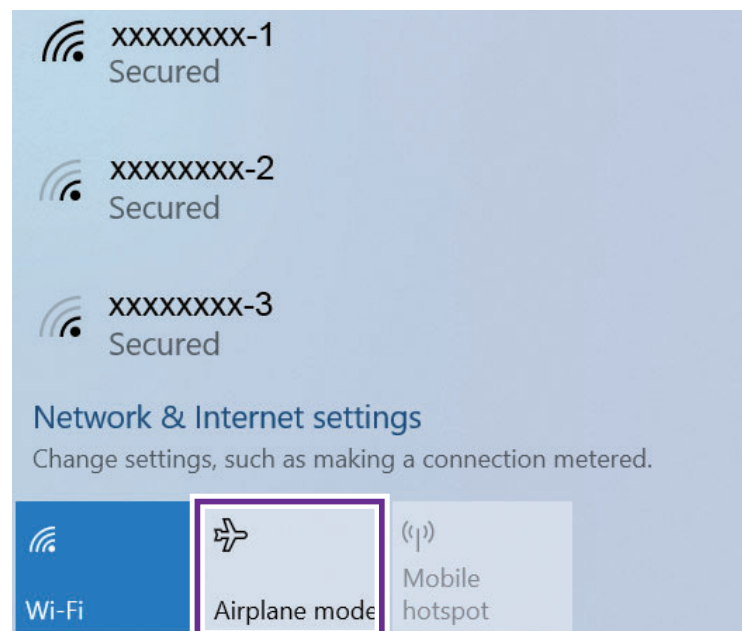 xxxxxxxx-1
Secured
xxxxxxxx-2
Secured
xxxxxxxx-3
Secured
Network & Internet settings
Change settings, such as making a connection metered.
Wi-Fi
Airplane mode
Mobile
hotspot